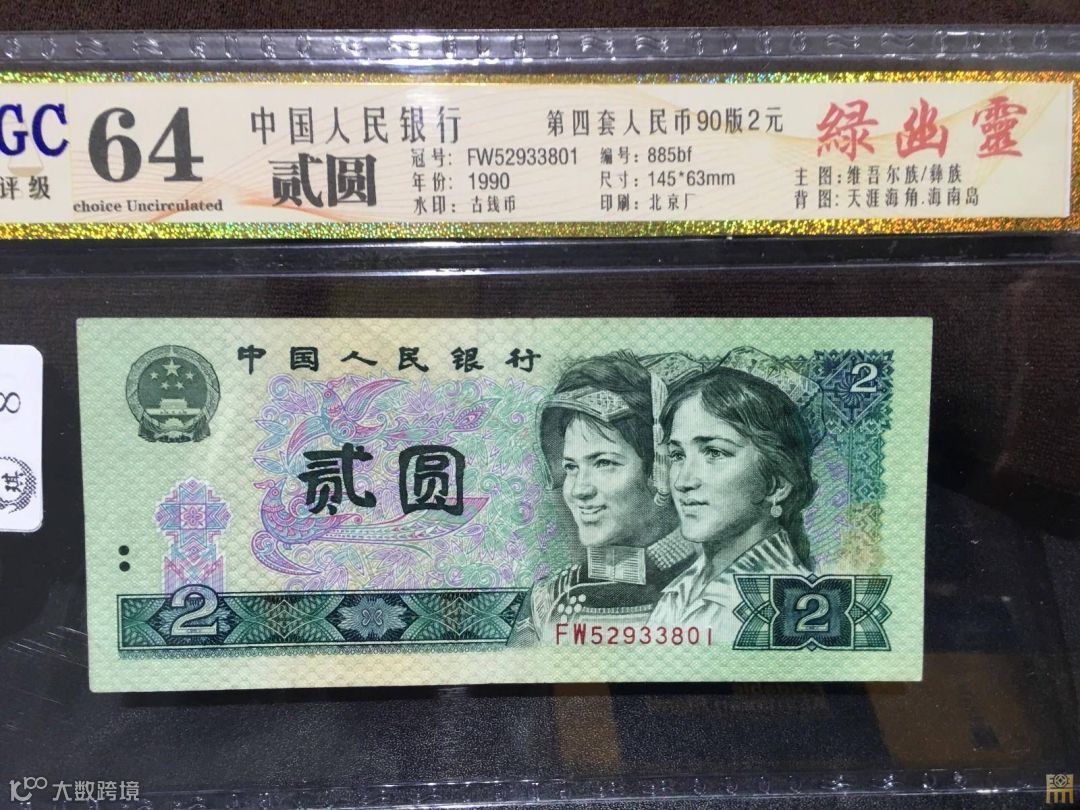 GC 64
评级
choice Uncirculated
中国人民银行
贰圆
第四套人民币90版2元
冠号: FW52933801 编号: 885bf
年份: 1990 尺寸: 145*63mm
水印: 古钱币 印刷: 北京厂
綠幽靈
主图: 维吾尔族/彝族
背图: 天涯海角.海南岛
中国人民银行
2
贰圆
2
2
FW52933801
8
琪
大数跨境